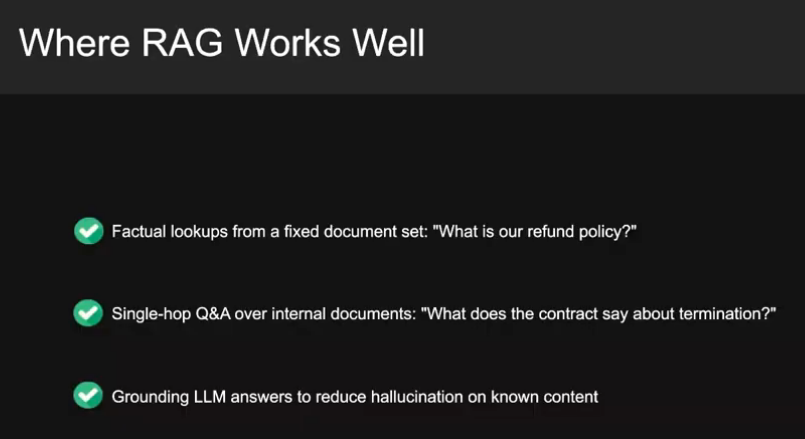 Where RAG Works Well
Factual lookups from a fixed document set: "What is our refund policy?"
Single-hop Q&A over internal documents: "What does the contract say about termination?"
Grounding LLM answers to reduce hallucination on known content